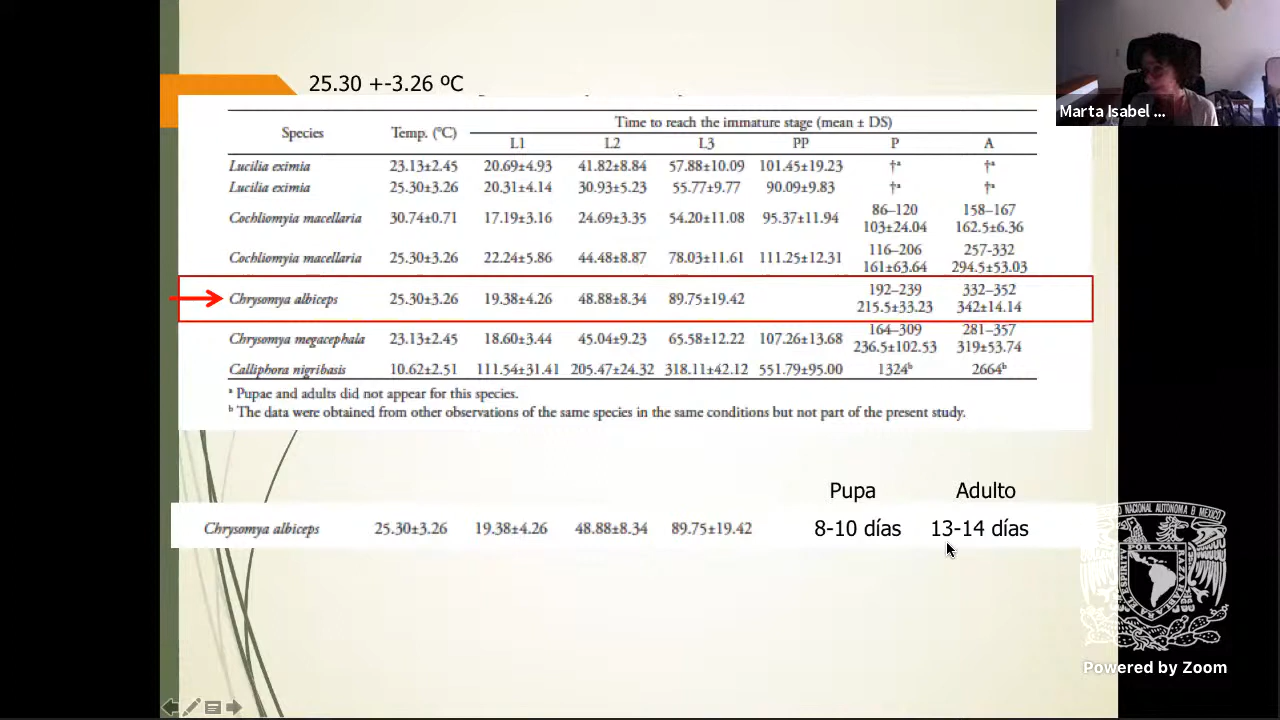 25.30 +-3.26 ºC
Marta Isabel ...
Species Temp. (ºC) Time to reach the immature stage (mean ± DS)
L1 L2 L3 PP P A
Lucilia eximia 23.13±2.45 20.69±4.93 41.82±8.84 57.88±10.09 101.45±19.23 †ª †ª
Lucilia eximia 25.30±3.26 20.31±4.14 30.93±5.23 55.77±9.77 90.09±9.83 †ª †ª
Cochliomyia macellaria 30.74±0.71 17.19±3.16 24.69±3.35 54.20±11.08 95.37±11.94 86–120 158–167
103±24.04 162.5±6.36
Cochliomyia macellaria 25.30±3.26 22.24±5.86 44.48±8.87 78.03±11.61 111.25±12.31 116–206 257-332
161±63.64 294.5±53.03
Chrysomya albiceps 25.30±3.26 19.38±4.26 48.88±8.34 89.75±19.42 192–239 332–352
215.5±33.23 342±14.14
Chrysomya megacephala 23.13±2.45 18.60±3.44 45.04±9.23 65.58±12.22 107.26±13.68 164–309 281–357
236.5±102.53 319±53.74
Calliphora nigribasis 10.62±2.51 111.54±31.41 205.47±24.32 318.11±42.12 551.79±95.00 1324ᵇ 2664ᵇ
ª Pupae and adults did not appear for this species.
ᵇ The data were obtained from other observations of the same species in the same conditions but not part of the present study.
Pupa Adulto
Chrysomya albiceps 25.30±3.26 19.38±4.26 48.88±8.34 89.75±19.42 8-10 días 13-14 días
Powered by Zoom